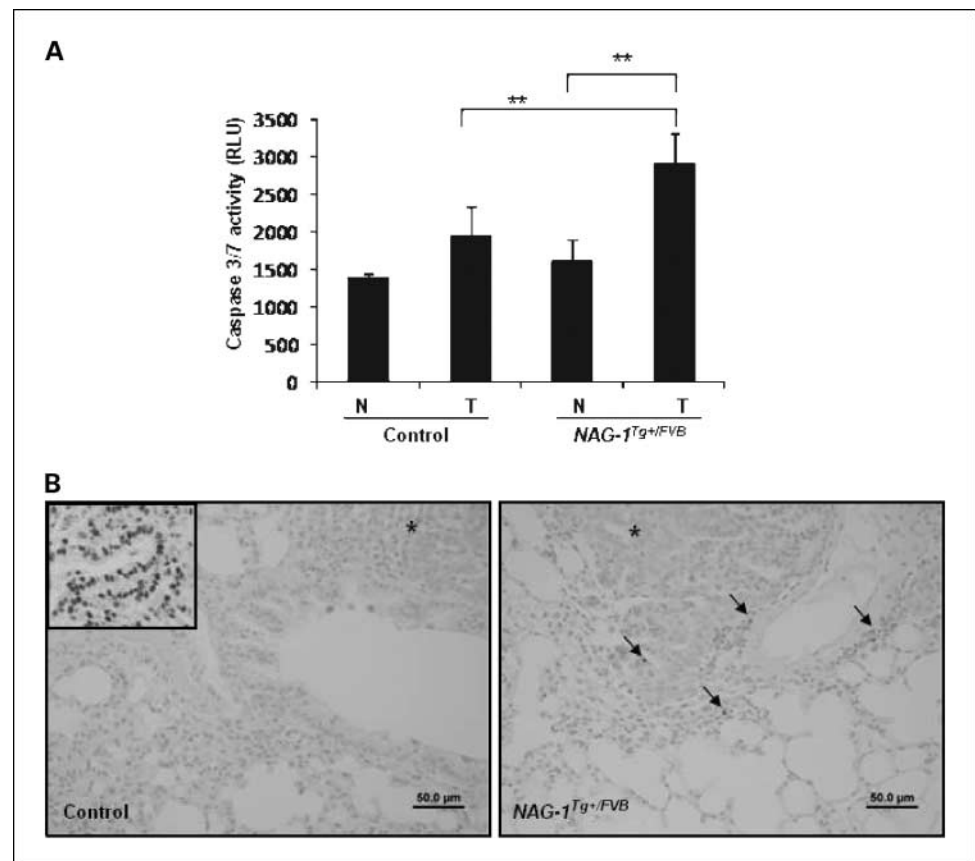 A
**
**
Caspase 3/7 activity (RLU)
3500
3000
2500
2000
1500
1000
500
0
N T N T
Control NAG-1Tg+/FVB
B
* *
Control 50.0 µm NAG-1Tg+/FVB 50.0 µm